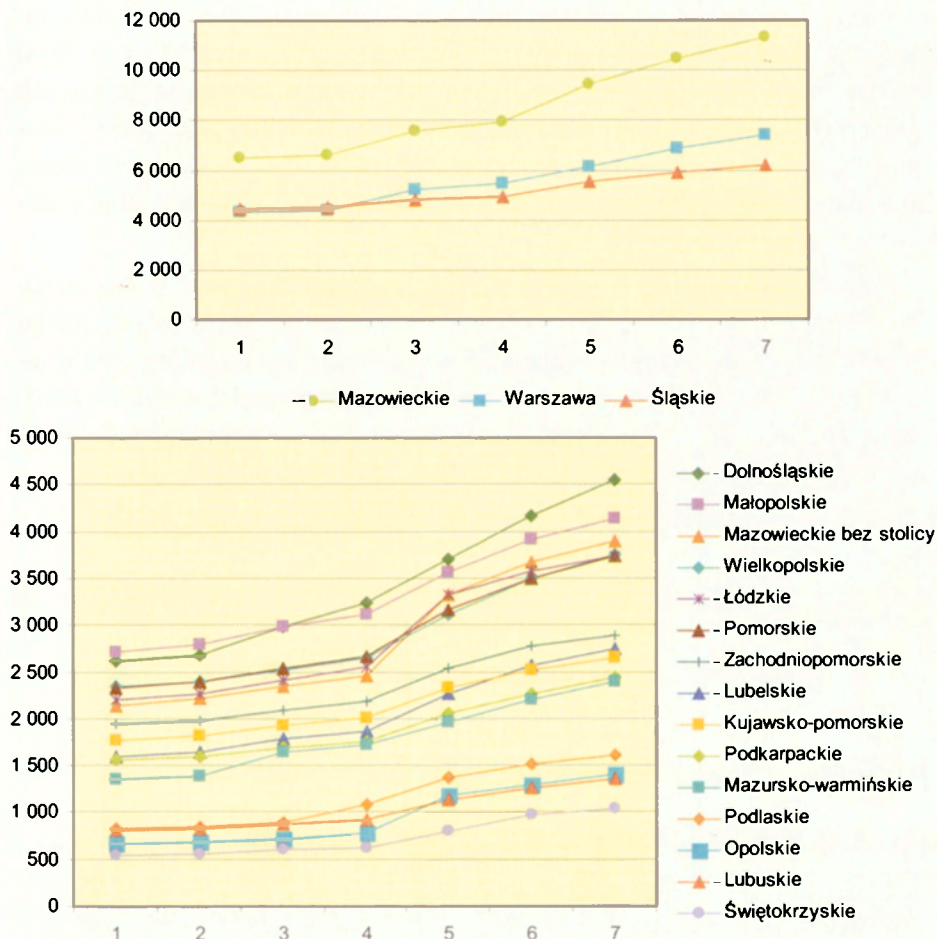 12 000
10 000
8 000
6 000
4 000
2 000
0
1 2 3 4 5 6 7
Mazowieckie Warszawa Śląskie
5 000
4 500
4 000
3 500
3 000
2 500
2 000
1 500
1 000
500
0
1 2 3 4 5 6 7
Dolnośląskie
Małopolskie
Mazowieckie bez stolicy
Wielkopolskie
Łódzkie
Pomorskie
Zachodniopomorskie
Lubelskie
Kujawsko-pomorskie
Podkarpackie
Mazursko-warmińskie
Podlaskie
Opolskie
Lubuskie
Świętokrzyskie